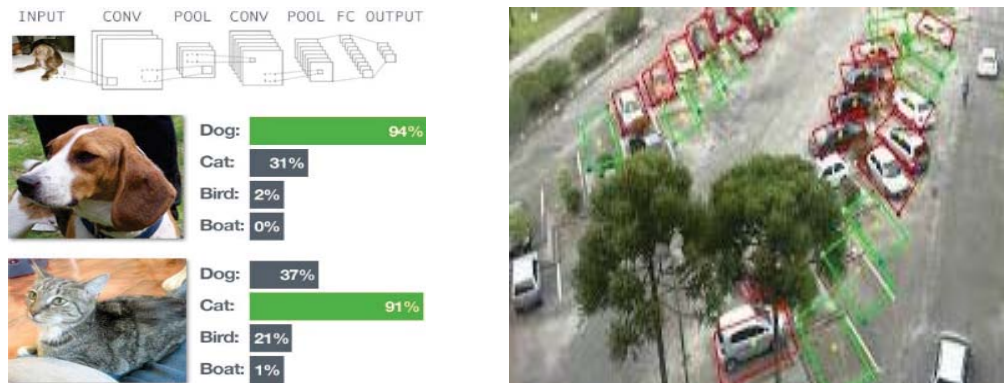 INPUT CONV POOL CONV POOL FC OUTPUT
Dog: 94%
Cat: 31%
Bird: 2%
Boat: 0%
Dog: 37%
Cat: 91%
Bird: 21%
Boat: 1%